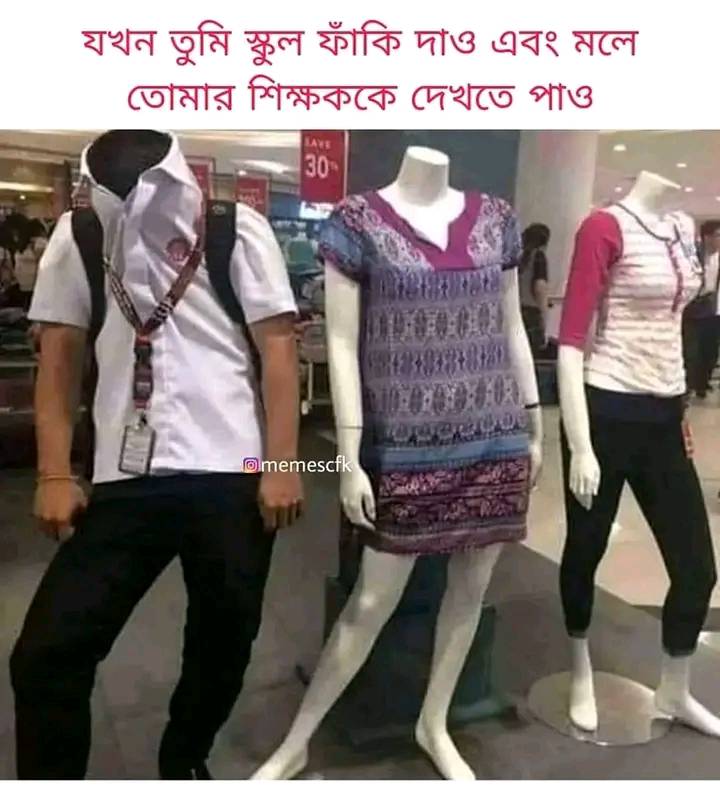 যখন তুমি স্কুল ফাঁকি দাও এবং মলে
তোমার শিক্ষককে দেখতে পাও
SAVE
30%
memescfk